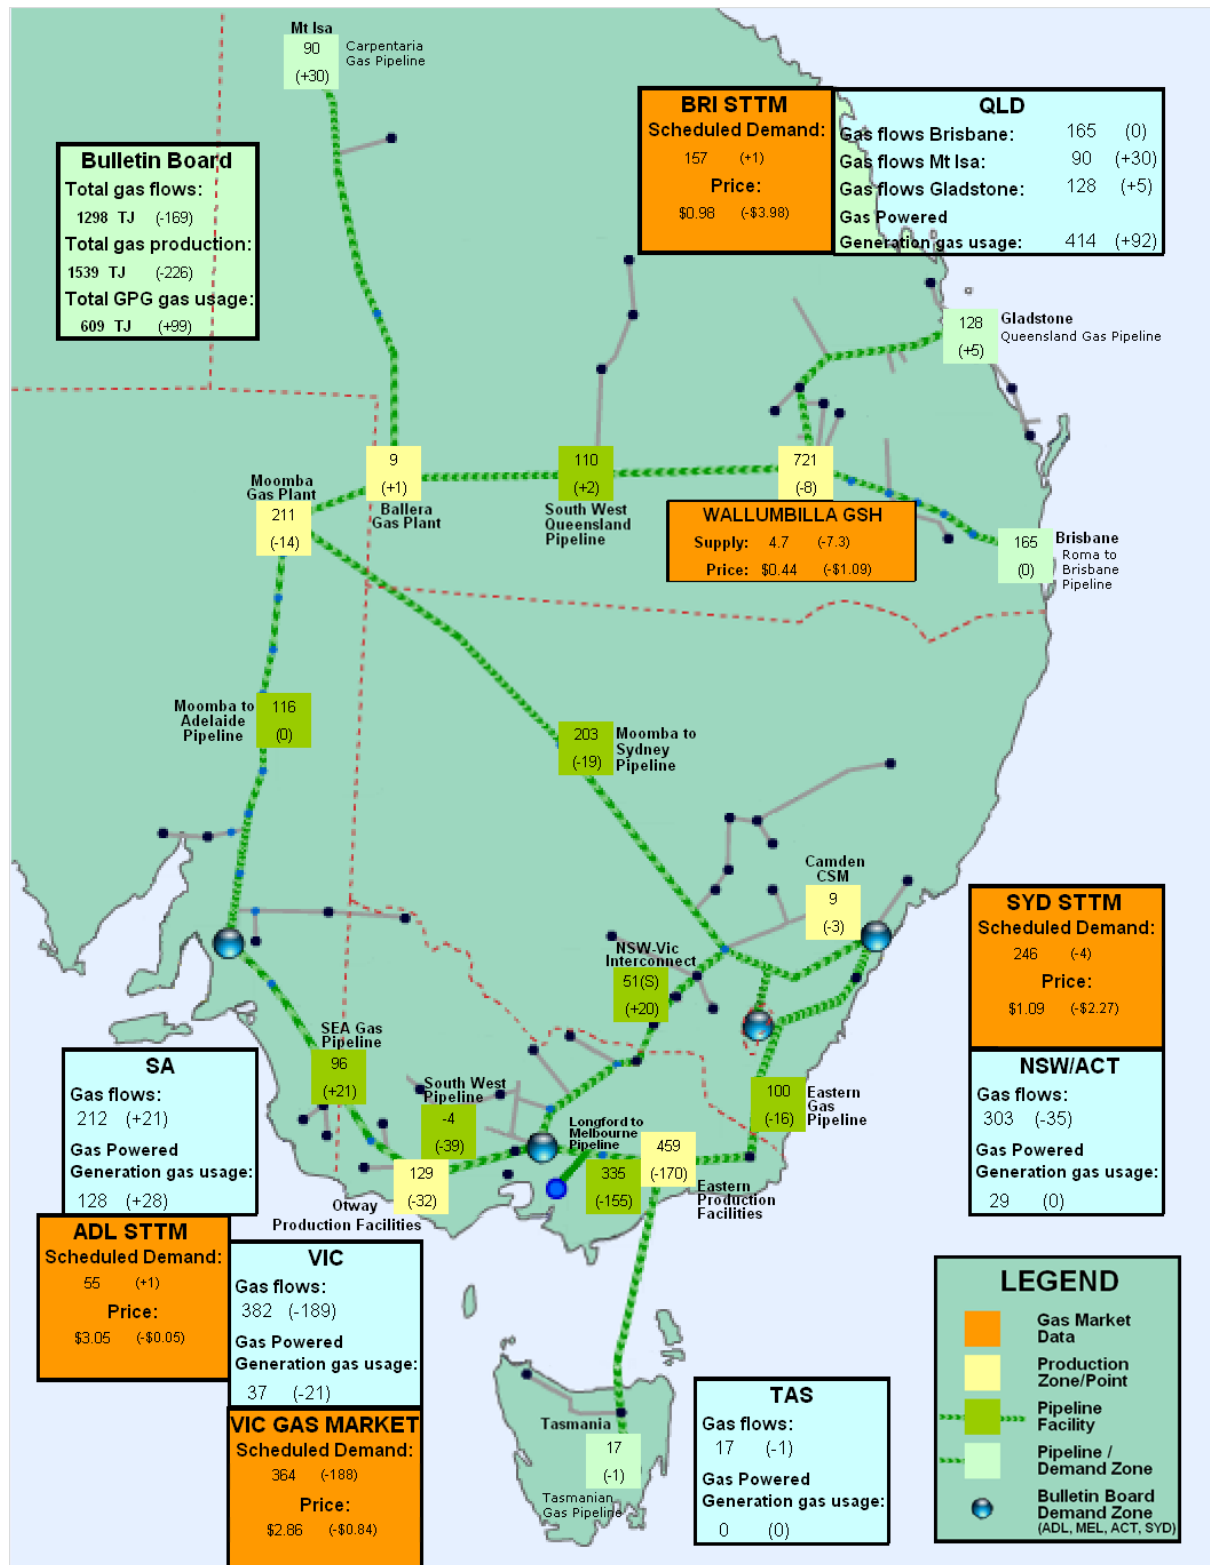 Mt Isa
90
(+30)
Carpentaria
Gas Pipeline
BRI STTM
Scheduled Demand:
157 (+1)
Price:
$0.98 (-$3.98)
QLD
Gas flows Brisbane: 165 (0)
Gas flows Mt Isa: 90 (+30)
Gas flows Gladstone: 128 (+5)
Gas Powered
Generation gas usage: 414 (+92)
Bulletin Board
Total gas flows:
1298 TJ (-169)
Total gas production:
1539 TJ (-226)
Total GPG gas usage:
609 TJ (+99)
128
(+5)
Gladstone
Queensland Gas Pipeline
Moomba
Gas Plant
211
(-14)
9
(+1)
Ballera
Gas Plant
110
(+2)
South West
Queensland
Pipeline
721
(-8)
WALLUMBILLA GSH
Supply: 4.7 (-7.3)
Price: $0.44 (-$1.09)
165
(0)
Brisbane
Roma to
Brisbane
Pipeline
Moomba to
Adelaide
Pipeline
116
(0)
203
(-19)
Moomba to
Sydney
Pipeline
Camden
CSM
9
(-3)
NSW-Vic
Interconnect
51(S)
(+20)
SYD STTM
Scheduled Demand:
246 (-4)
Price:
$1.09 (-$2.27)
NSW/ACT
Gas flows:
303 (-35)
Gas Powered
Generation gas usage:
29 (0)
SEA Gas
Pipeline
96
(+21)
South West
Pipeline
-4
(-39)
Longford to
Melbourne
Pipeline
335
(-155)
459
(-170)
Eastern
Production
Facilities
100
(-16)
Eastern
Gas
Pipeline
129
(-32)
Otway
Production Facilities
SA
Gas flows:
212 (+21)
Gas Powered
Generation gas usage:
128 (+28)
ADL STTM
Scheduled Demand:
55 (+1)
Price:
$3.05 (-$0.05)
VIC
Gas flows:
382 (-189)
Gas Powered
Generation gas usage:
37 (-21)
VIC GAS MARKET
Scheduled Demand:
364 (-188)
Price:
$2.86 (-$0.84)
Tasmania
17
(-1)
Tasmanian
Gas Pipeline
TAS
Gas flows:
17 (-1)
Gas Powered
Generation gas usage:
0 (0)
LEGEND
Gas Market
Data
Production
Zone/Point
Pipeline
Facility
Pipeline /
Demand Zone
Bulletin Board
Demand Zone
(ADL, MEL, ACT, SYD)